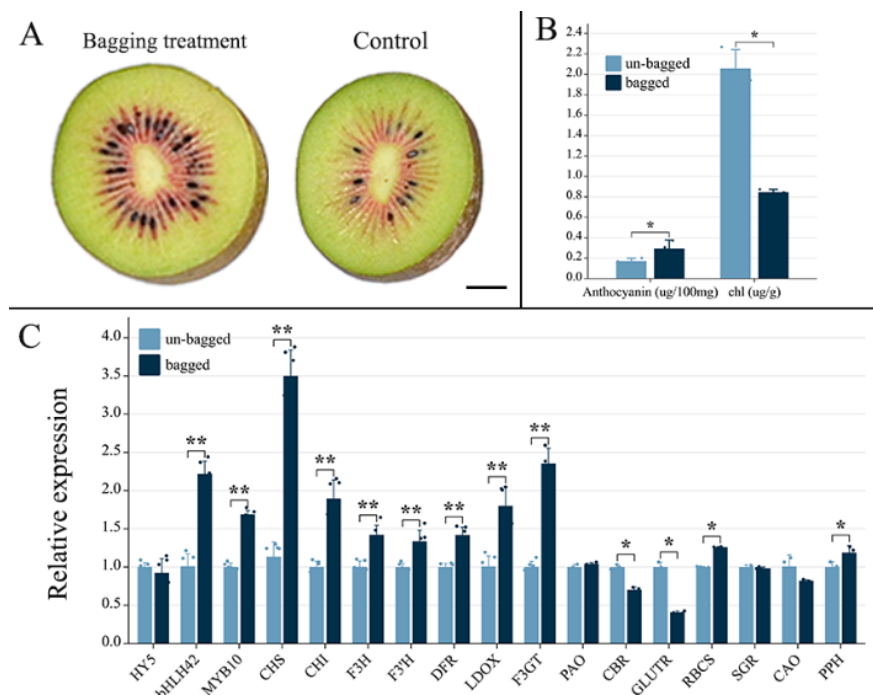 A
Bagging treatment
Control
B
un-bagged
bagged
*
*
2.4
2.2
2.0
1.8
1.6
1.4
1.2
1.0
0.8
0.6
0.4
0.2
0.0
Anthocyanin (ug/100mg)
chl (ug/g)
C
un-bagged
bagged
Relative expression
4.0
3.5
3.0
2.5
2.0
1.5
1.0
0.5
0.0
**
**
**
**
**
**
**
**
**
*
*
*
*
HY5
bHLH42
MYB10
CHS
CHI
F3H
F3'H
DFR
LDOX
F3GT
PAO
CBR
GLUTR
RBCS
SGR
CAO
PPH